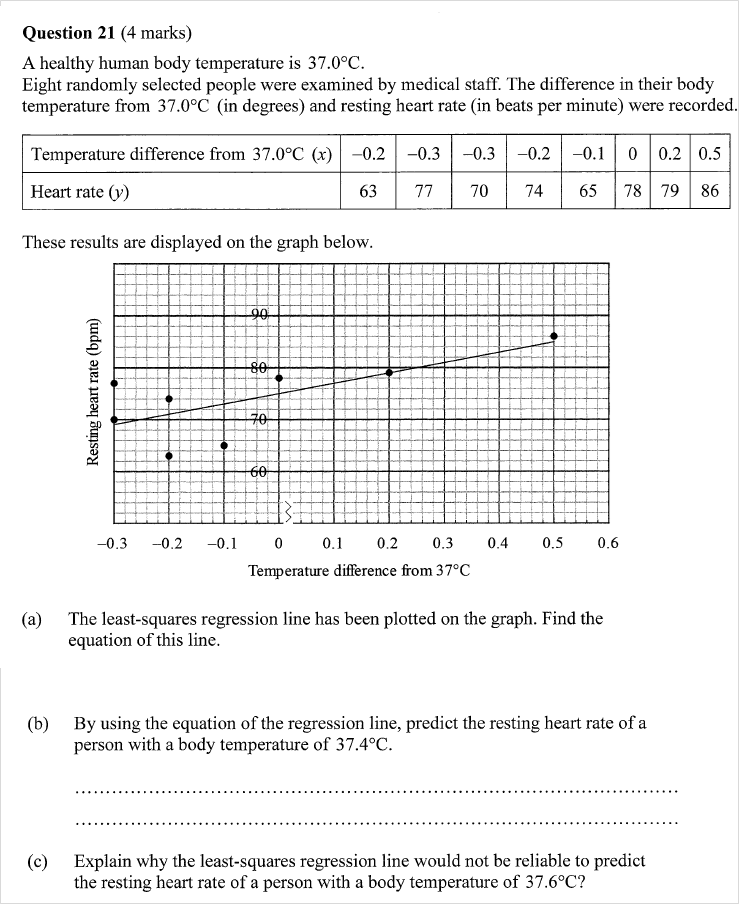 Question 21 (4 marks)
A healthy human body temperature is 37.0°C.
Eight randomly selected people were examined by medical staff. The difference in their body
temperature from 37.0°C (in degrees) and resting heart rate (in beats per minute) were recorded.
Temperature difference from 37.0°C (x) −0.2 −0.3 −0.3 −0.2 −0.1 0 0.2 0.5
Heart rate (y) 63 77 70 74 65 78 79 86
These results are displayed on the graph below.
Resting heart rate (bpm)
90
80
70
60
−0.3 −0.2 −0.1 0 0.1 0.2 0.3 0.4 0.5 0.6
Temperature difference from 37°C
(a) The least-squares regression line has been plotted on the graph. Find the
equation of this line.
(b) By using the equation of the regression line, predict the resting heart rate of a
person with a body temperature of 37.4°C.
(c) Explain why the least-squares regression line would not be reliable to predict
the resting heart rate of a person with a body temperature of 37.6°C?